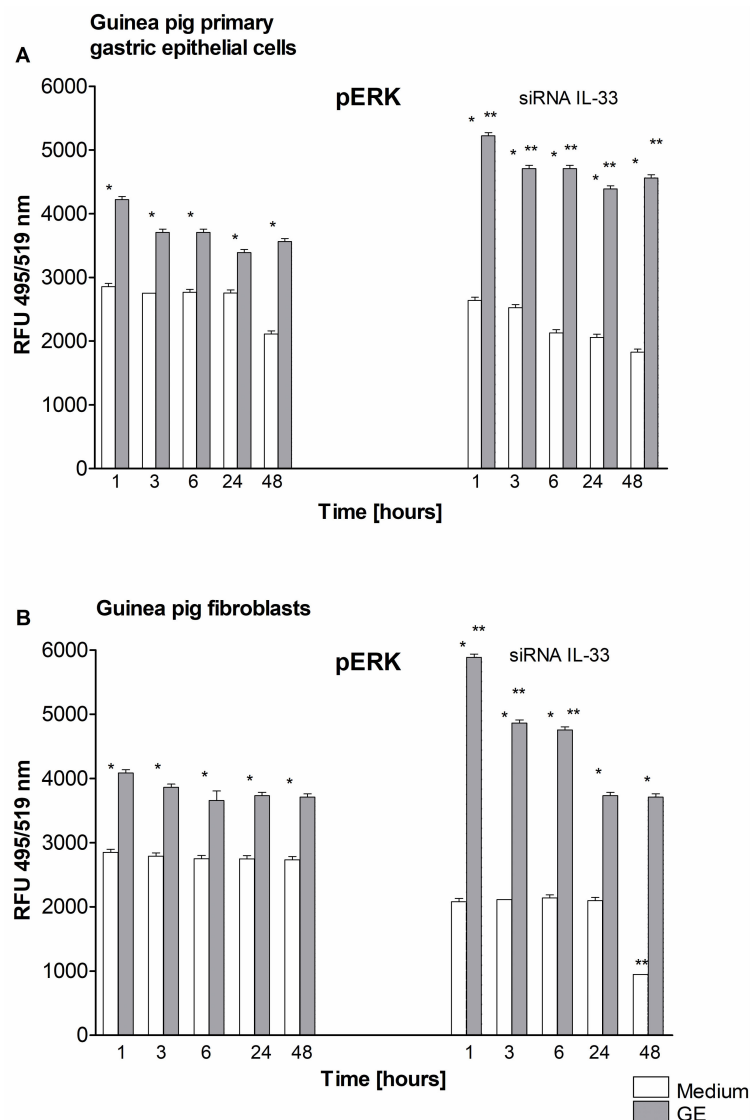 Guinea pig primary
gastric epithelial cells
A
pERK
siRNA IL-33
* * * * *
* ** * ** * ** * ** * **
6000
5000
4000
3000
2000
1000
0
RFU 495/519 nm
1 3 6 24 48
1 3 6 24 48
Time [hours]
B
Guinea pig fibroblasts
pERK
siRNA IL-33
* * * * *
* ** * ** * ** * *
**
6000
5000
4000
3000
2000
1000
0
RFU 495/519 nm
1 3 6 24 48
1 3 6 24 48
Time [hours]
Medium
GE